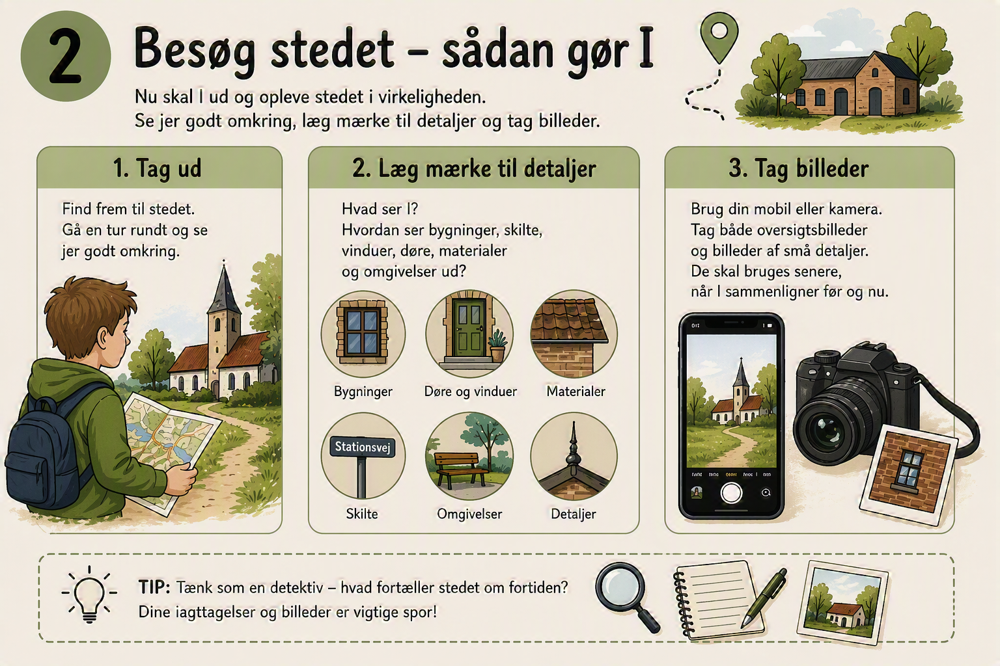 2
Besøg stedet – sådan gør I
Nu skal I ud og opleve stedet i virkeligheden.
Se jer godt omkring, læg mærke til detaljer og tag billeder.
1. Tag ud
Find frem til stedet.
Gå en tur rundt og se
jer godt omkring.
2. Læg mærke til detaljer
Hvad ser I?
Hvordan ser bygninger, skilte,
vinduer, døre, materialer
og omgivelser ud?
Bygninger
Døre og vinduer
Materialer
Stationsvej
Skilte
Omgivelser
Detaljer
3. Tag billeder
Brug din mobil eller kamera.
Tag både oversigtsbilleder
og billeder af små detaljer.
De skal bruges senere,
når I sammenligner før og nu.
TIP: Tænk som en detektiv – hvad fortæller stedet om fortiden?
Dine iagttagelser og billeder er vigtige spor!